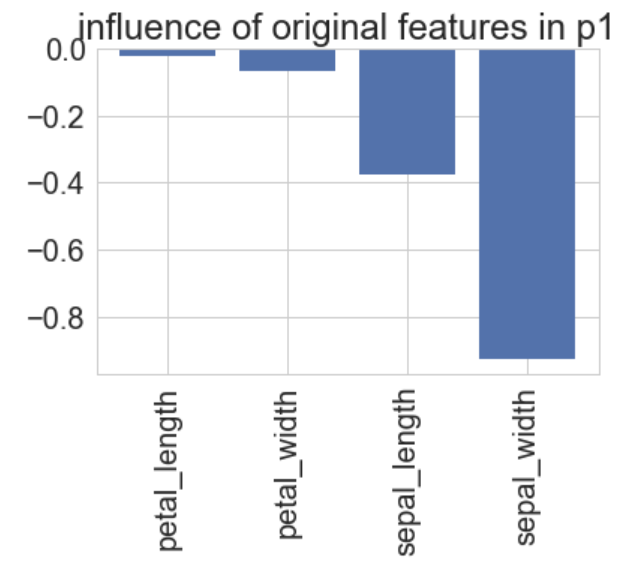 influence of original features in p1
0.0
−0.2
−0.4
−0.6
−0.8
petal_length
petal_width
sepal_length
sepal_width